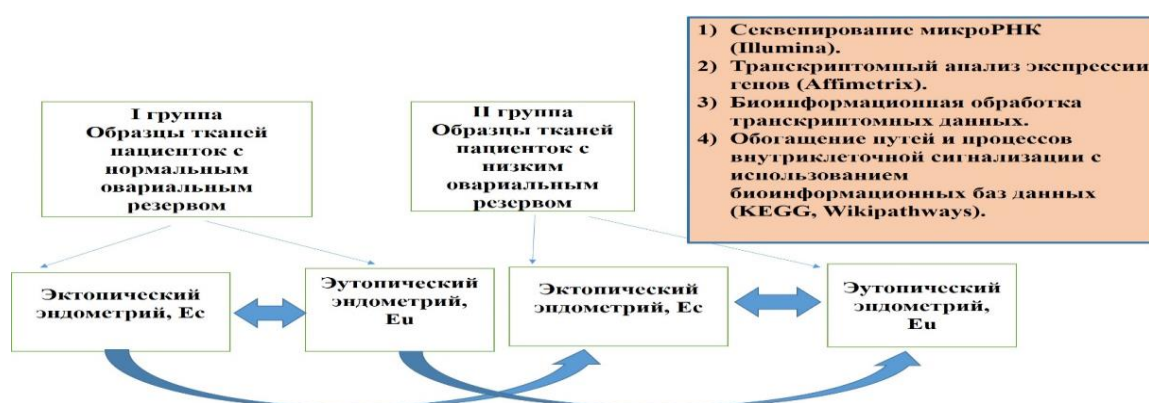 I группа
Образцы тканей
пациенток с
нормальным
овариальным
резервом
II группа
Образцы тканей
пациенток с
низким
овариальным
резервом
1) Секвенирование микроРНК
(Illumina).
2) Транскриптомный анализ экспрессии
генов (Affimetrix).
3) Биоинформационная обработка
транскриптомных данных.
4) Обогащение путей и процессов
внутриклеточной сигнализации с
использованием
биоинформационных баз данных
(KEGG, Wikipathways).
Эктопический
эндометрий, Ec
Эутопический
эндометрий,
Eu
Эктопический
эндометрий, Ec
Эутопический
эндометрий,
Eu